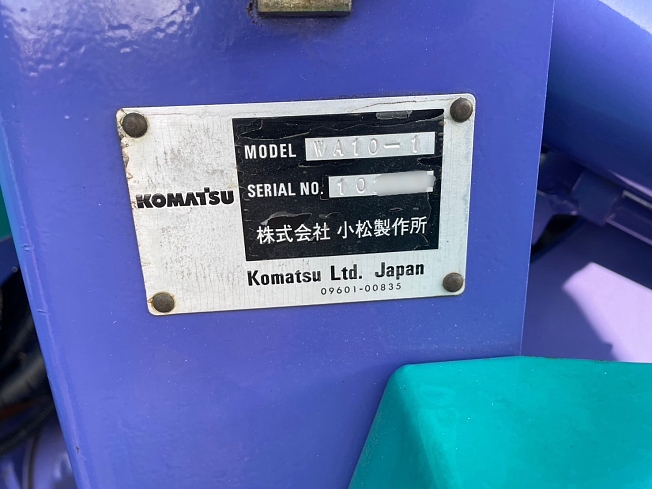 KOMATSU
MODEL WA10-1
SERIAL NO. 10
株式会社 小松製作所
Komatsu Ltd. Japan
09601-00835